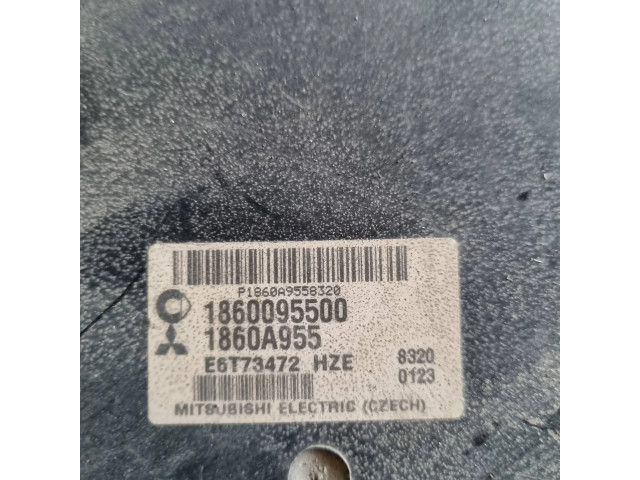 P1860A9558320
1860095500
1860A955
E6T73472 HZE 8320
0123
MITSUBISHI ELECTRIC (CZECH)